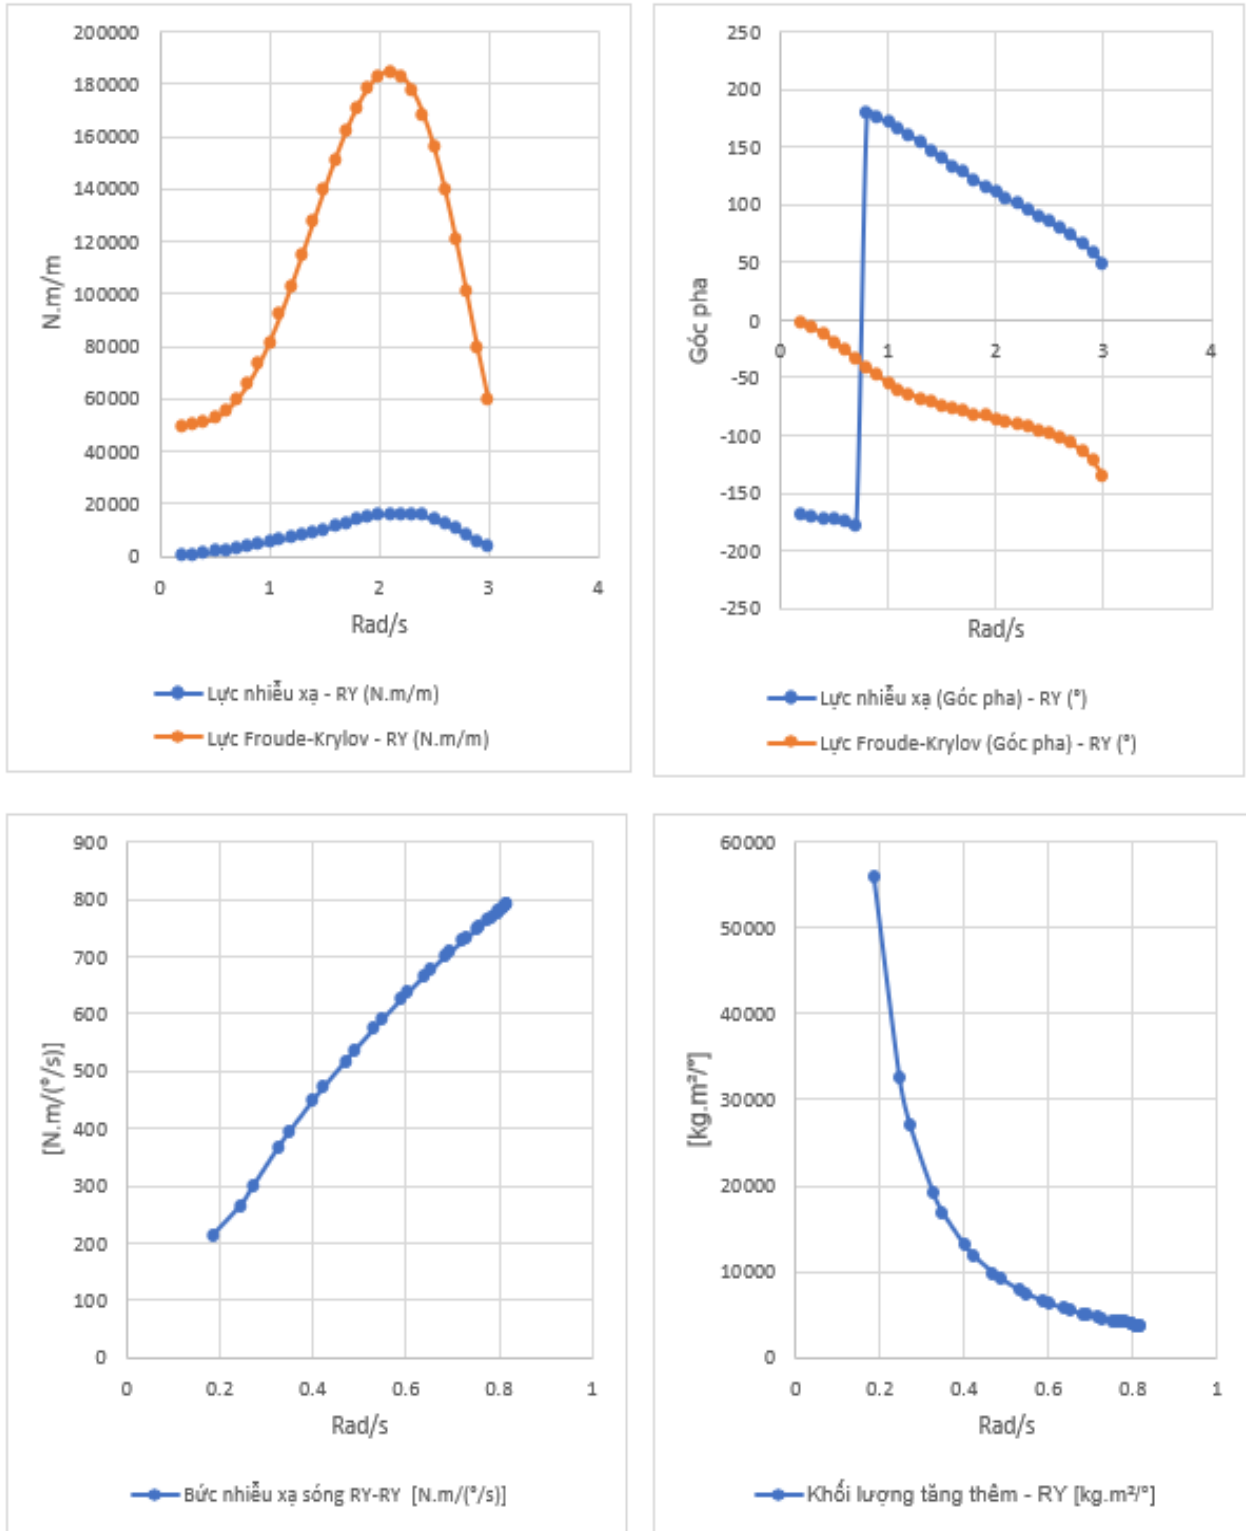 200000
180000
160000
140000
120000
100000
80000
60000
40000
20000
0
N.m/m
0 1 2 3 4
Rad/s
Lực nhiễu xạ - RY (N.m/m)
Lực Froude-Krylov - RY (N.m/m)
250
200
150
100
50
0
-50
-100
-150
-200
-250
Góc pha
0 1 2 3 4
Rad/s
Lực nhiễu xạ (Góc pha) - RY (°)
Lực Froude-Krylov (Góc pha) - RY (°)
900
800
700
600
500
400
300
200
100
0
[N.m/(°/s)]
0 0.2 0.4 0.6 0.8 1
Rad/s
Bức nhiễu xạ sóng RY-RY [N.m/(°/s)]
60000
50000
40000
30000
20000
10000
0
[kg.m²/°]
0 0.2 0.4 0.6 0.8 1
Rad/s
Khối lượng tăng thêm - RY [kg.m²/°]